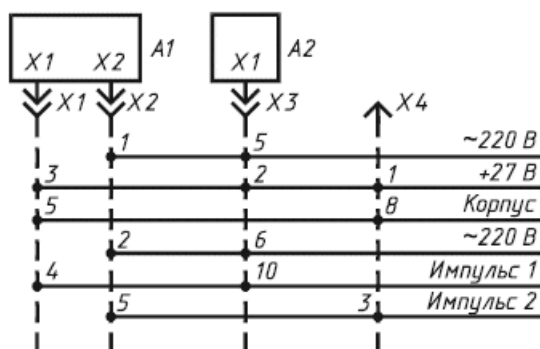 X1 X2 A1 X1 A2
X1 X2 X3 X4
1 5 ~220 В
3 2 1 +27 В
5 8 Корпус
2 6 ~220 В
4 10 Импульс 1
5 3 Импульс 2